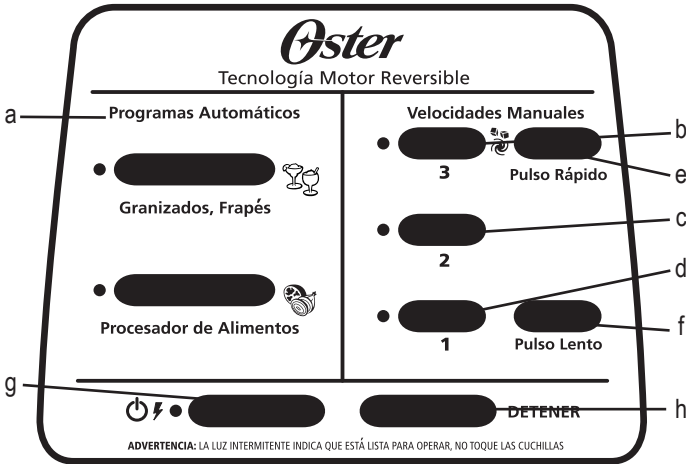 Oster
Tecnología Motor Reversible
a
Programas Automáticos
Velocidades Manuales
b
3
Pulso Rápido
e
Granizados, Frapés
c
2
d
Procesador de Alimentos
1
Pulso Lento
f
g
DETENER
h
ADVERTENCIA: LA LUZ INTERMITENTE INDICA QUE ESTÁ LISTA PARA OPERAR, NO TOQUE LAS CUCHILLAS